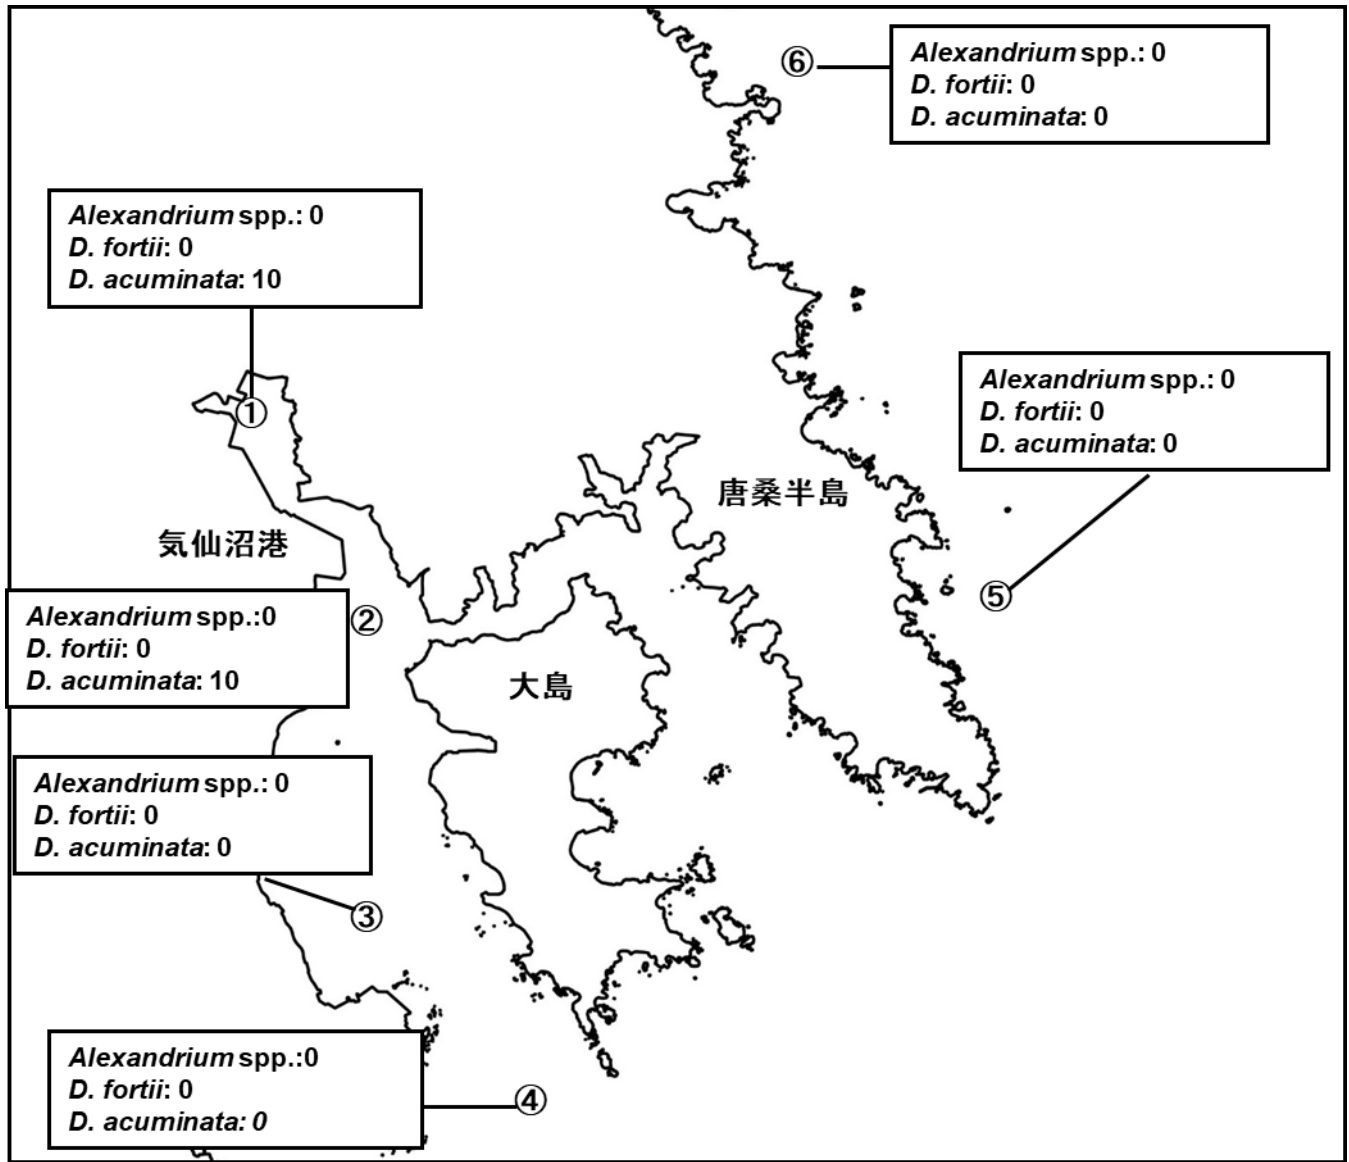 ⑥
Alexandrium spp.: 0
D. fortii: 0
D. acuminata: 0
Alexandrium spp.: 0
D. fortii: 0
D. acuminata: 10
①
Alexandrium spp.: 0
D. fortii: 0
D. acuminata: 0
唐桑半島
気仙沼港
⑤
Alexandrium spp.:0
D. fortii: 0
D. acuminata: 10
②
大島
Alexandrium spp.: 0
D. fortii: 0
D. acuminata: 0
③
Alexandrium spp.:0
D. fortii: 0
D. acuminata: 0
④